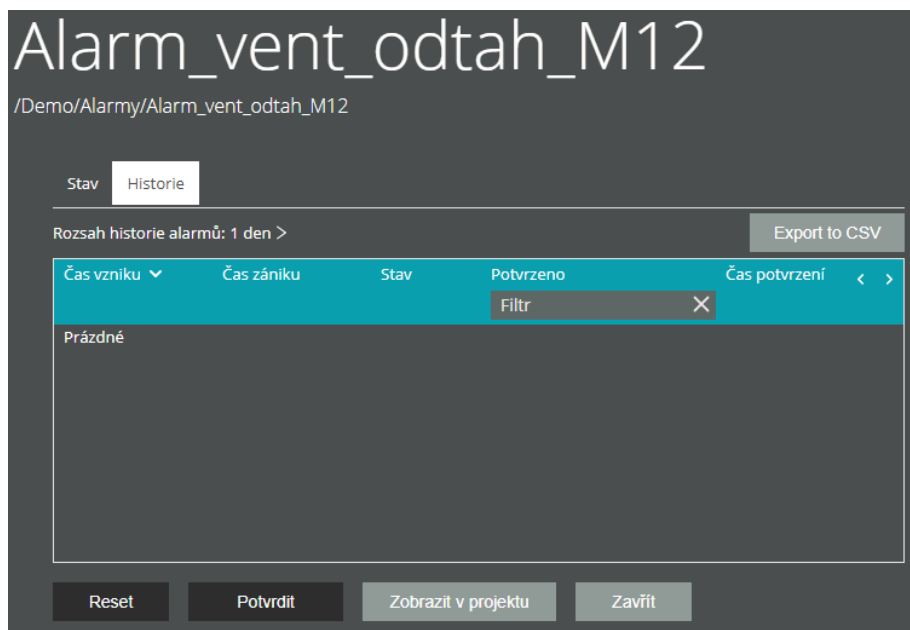 Alarm_vent_odtah_M12
/Demo/Alarmy/Alarm_vent_odtah_M12
Stav Historie
Rozsah historie alarmů: 1 den >
Export to CSV
Čas vzniku Čas zániku Stav Potvrzeno Čas potvrzení < >
Filtr
Prázdné
Reset Potvrdit Zobrazit v projektu Zavřít